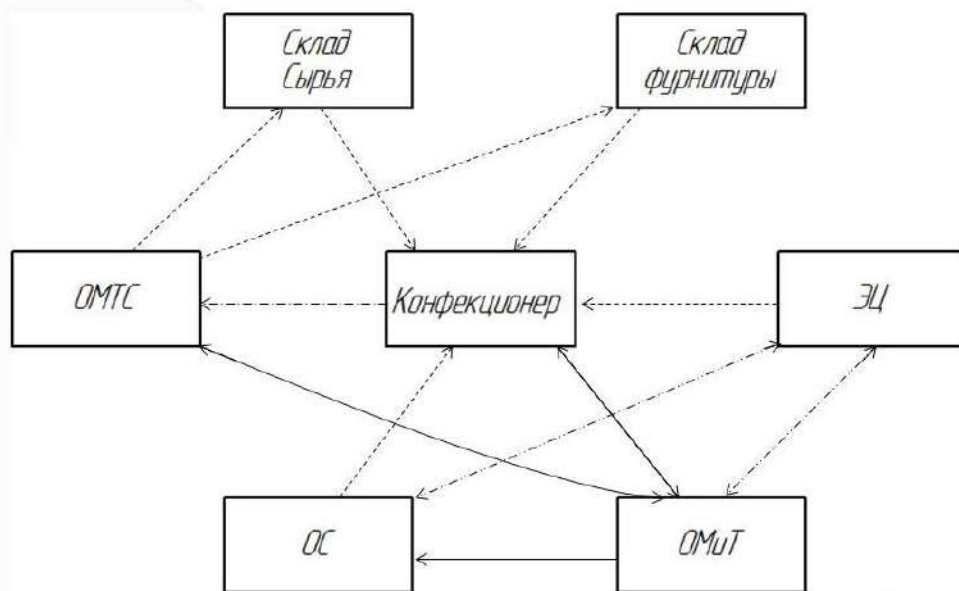 Склад
Сырья
Склад
фурнитуры
ОМТС
Конфекционер
ЭЦ
ОС
ОМиТ